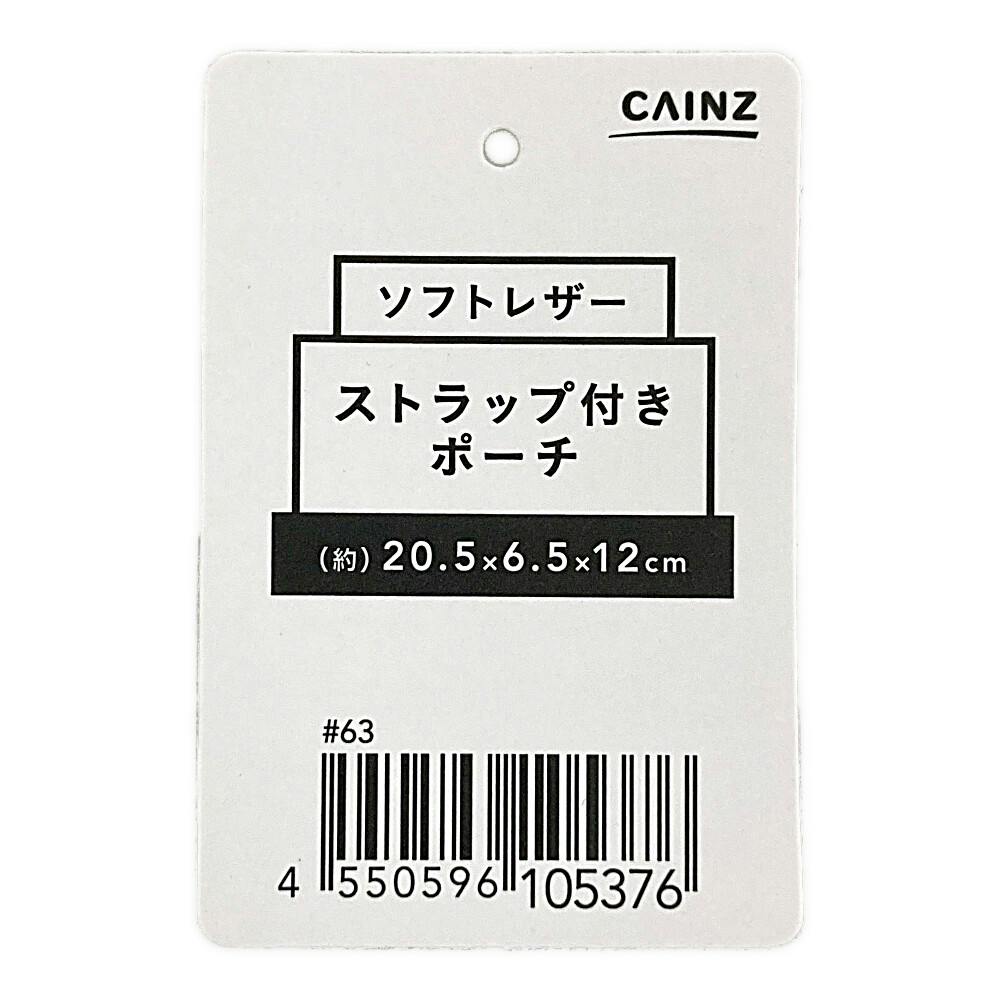 CAINZ
ソフトレザー
ストラップ付き
ポーチ
(約) 20.5×6.5×12cm
#63
4 550596 105376